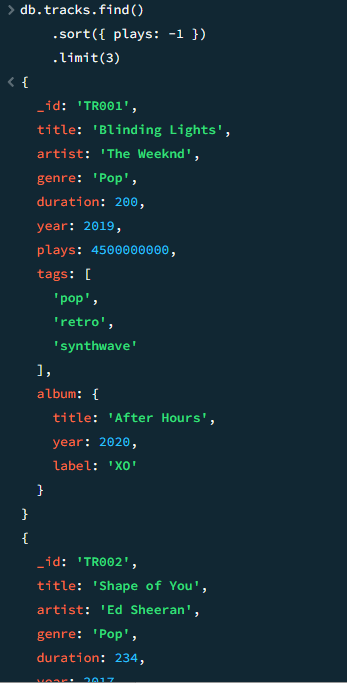 > db.tracks.find()
.sort({ plays: -1 })
.limit(3)
< {
_id: 'TR001',
title: 'Blinding Lights',
artist: 'The Weeknd',
genre: 'Pop',
duration: 200,
year: 2019,
plays: 4500000000,
tags: [
'pop',
'retro',
'synthwave'
],
album: {
title: 'After Hours',
year: 2020,
label: 'XO'
}
}
{
_id: 'TR002',
title: 'Shape of You',
artist: 'Ed Sheeran',
genre: 'Pop',
duration: 234,
year: 2017